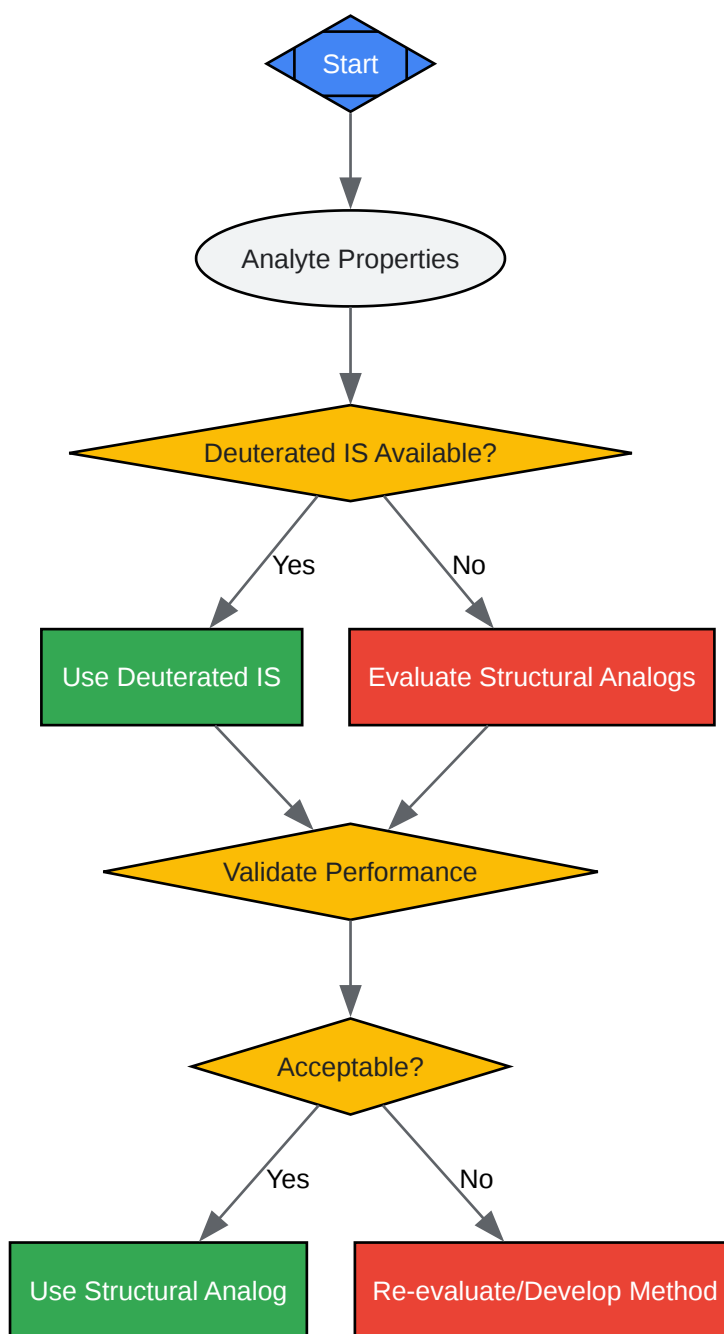 Start
Analyte Properties
Deuterated IS Available?
Yes
No
Use Deuterated IS
Evaluate Structural Analogs
Validate Performance
Acceptable?
Yes
No
Use Structural Analog
Re-evaluate/Develop Method